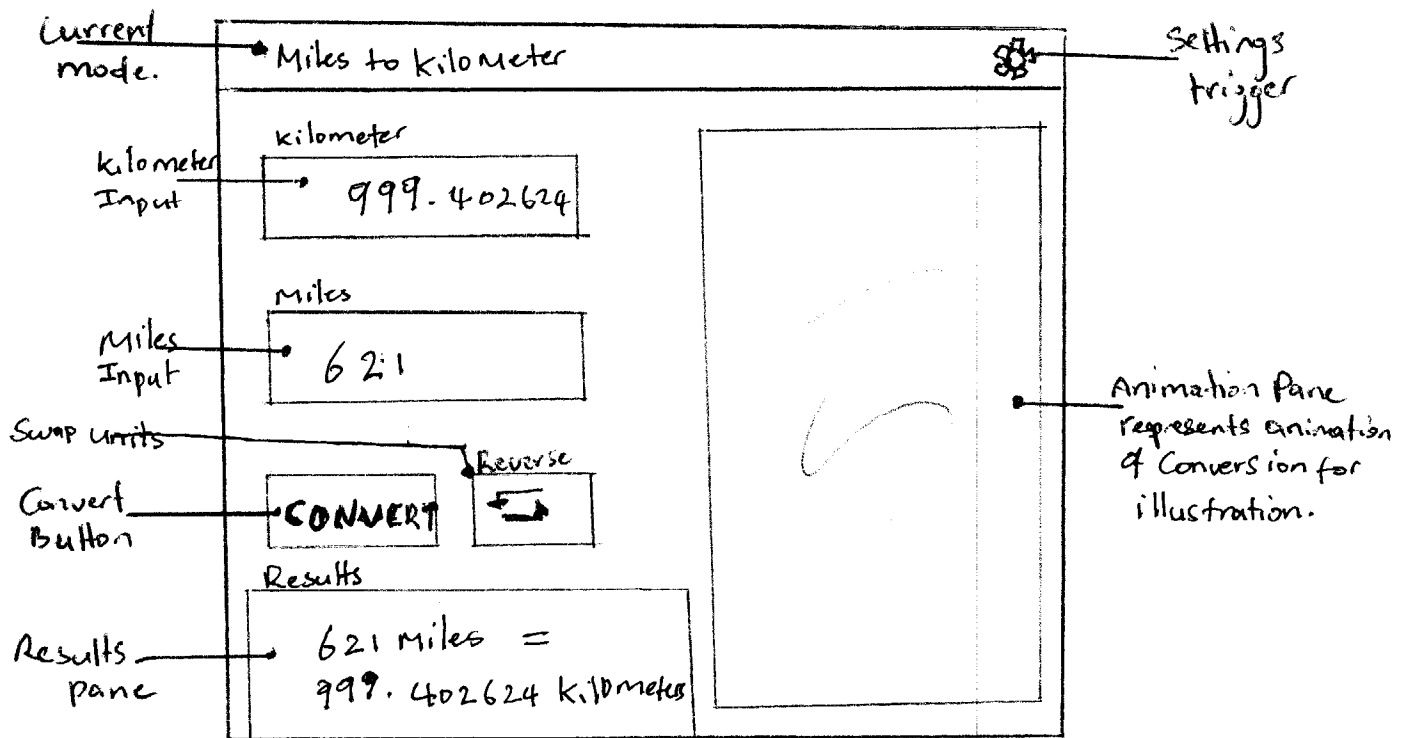 Current
mode.
Miles to Kilometer
Settings
trigger
Kilometer
Kilometer
Input
999.402624
Miles
Miles
Input
621
Swap units
Reverse
Convert
Button
CONVERT
Animation Pane
represents animation
of Conversion for
illustration.
Results
Results
pane
621 Miles =
999.402624 Kilometers